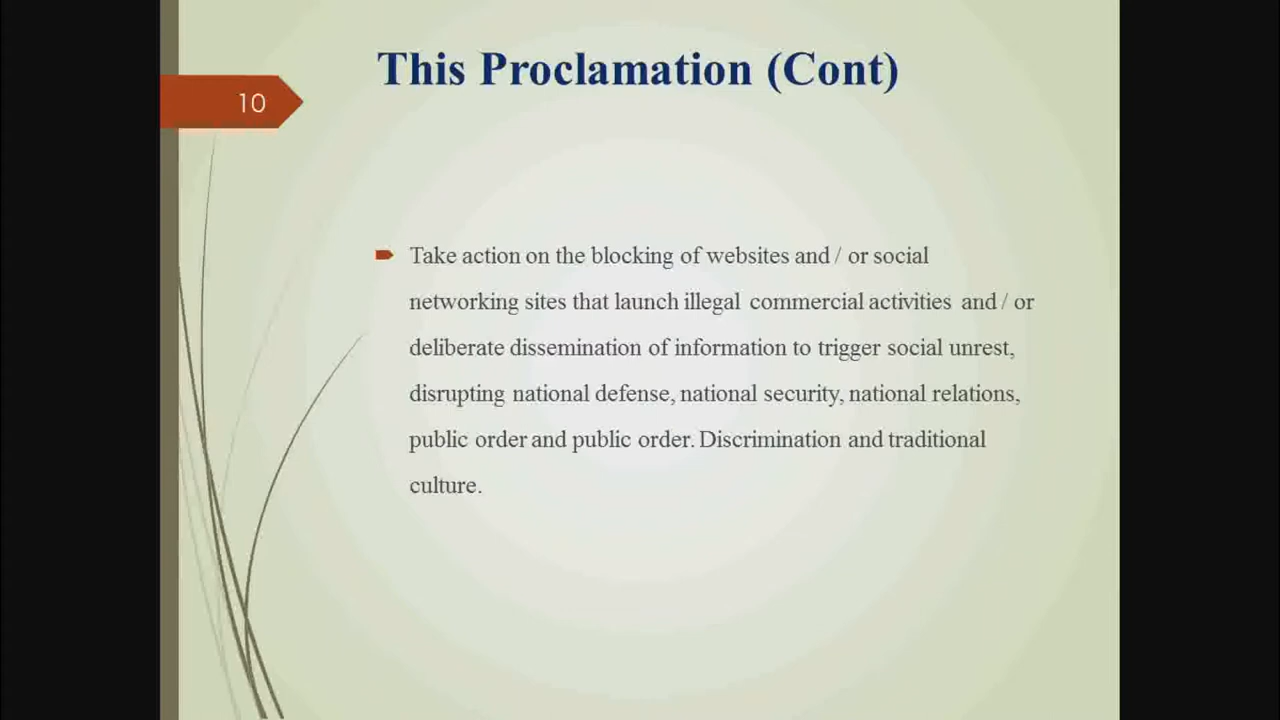 This Proclamation (Cont)
10
Take action on the blocking of websites and / or social
networking sites that launch illegal commercial activities and / or
deliberate dissemination of information to trigger social unrest,
disrupting national defense, national security, national relations,
public order and public order. Discrimination and traditional
culture.